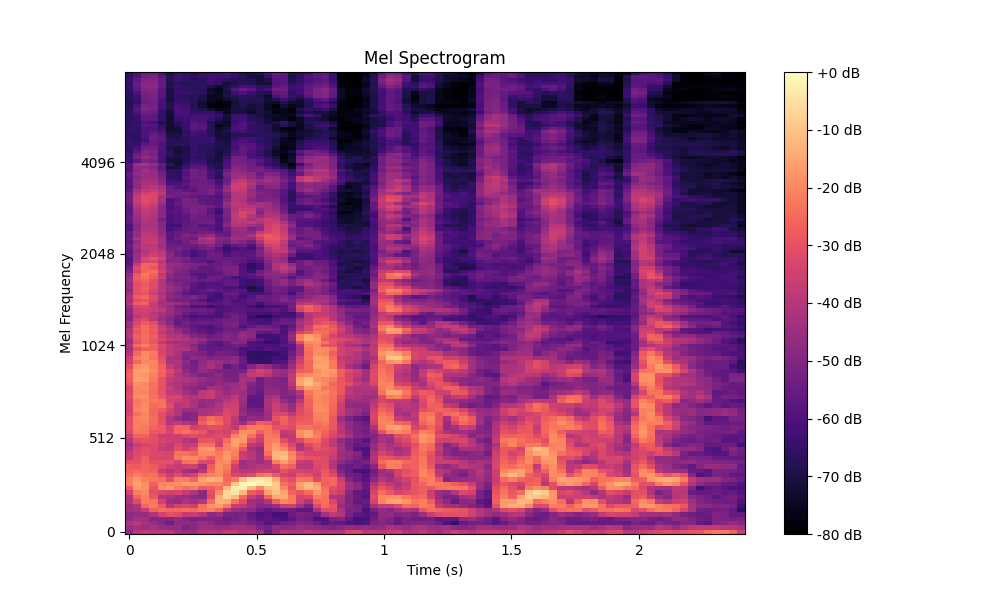 Mel Spectrogram
+0 dB
-10 dB
-20 dB
-30 dB
-40 dB
-50 dB
-60 dB
-70 dB
-80 dB
Mel Frequency
4096
2048
1024
512
0
0
0.5
1
1.5
2
Time (s)